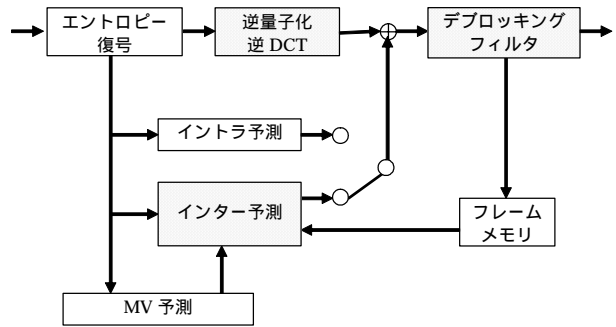 エントロピー
復号
逆量子化
逆 DCT
デブロッキング
フィルタ
イントラ予測
インター予測
フレーム
メモリ
MV 予測